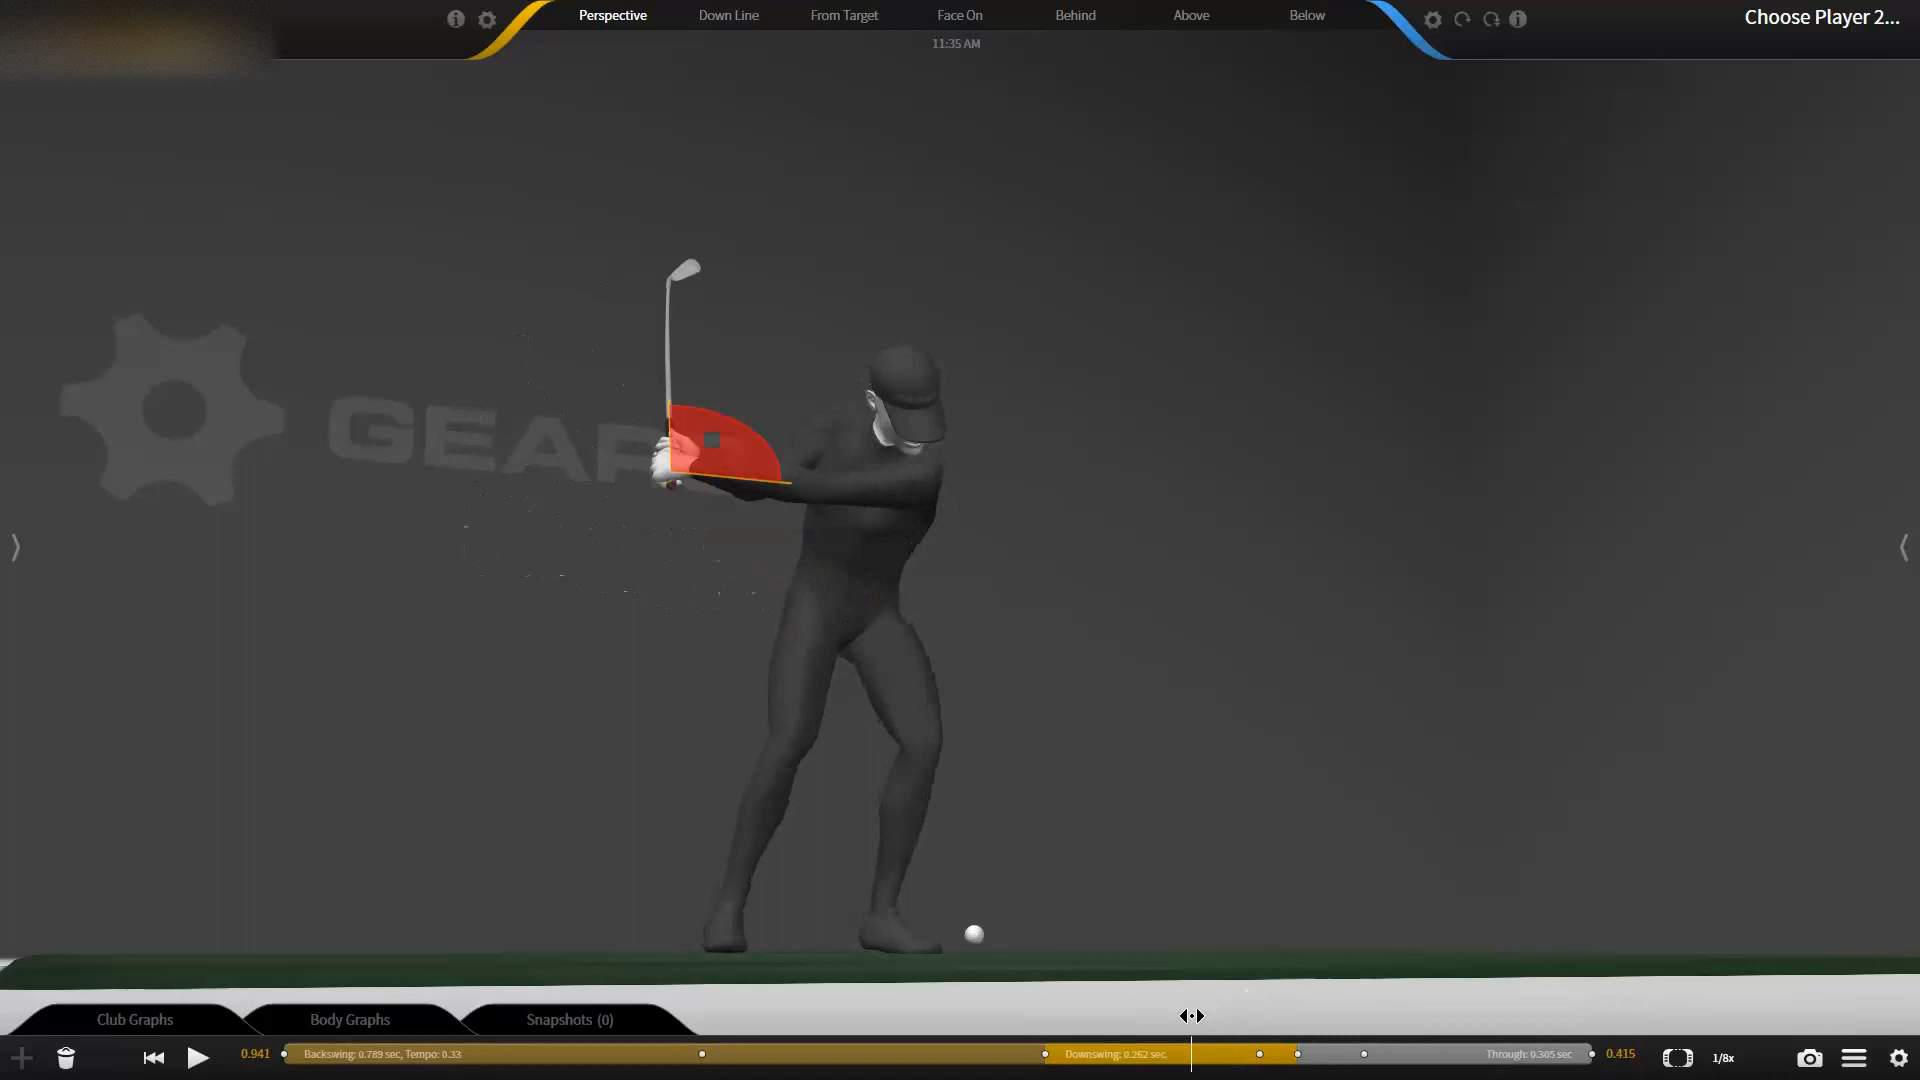 Perspective
Down Line
From Target
Face On
Behind
Above
Below
Choose Player 2...
11:35 AM
GEAR
Club Graphs
Body Graphs
Snapshots (0)
0.941
Backswing: 0.789 sec, Tempo: 0.33
Downswing: 0.262 sec
Through: 0.305 sec
0.415
1/8x